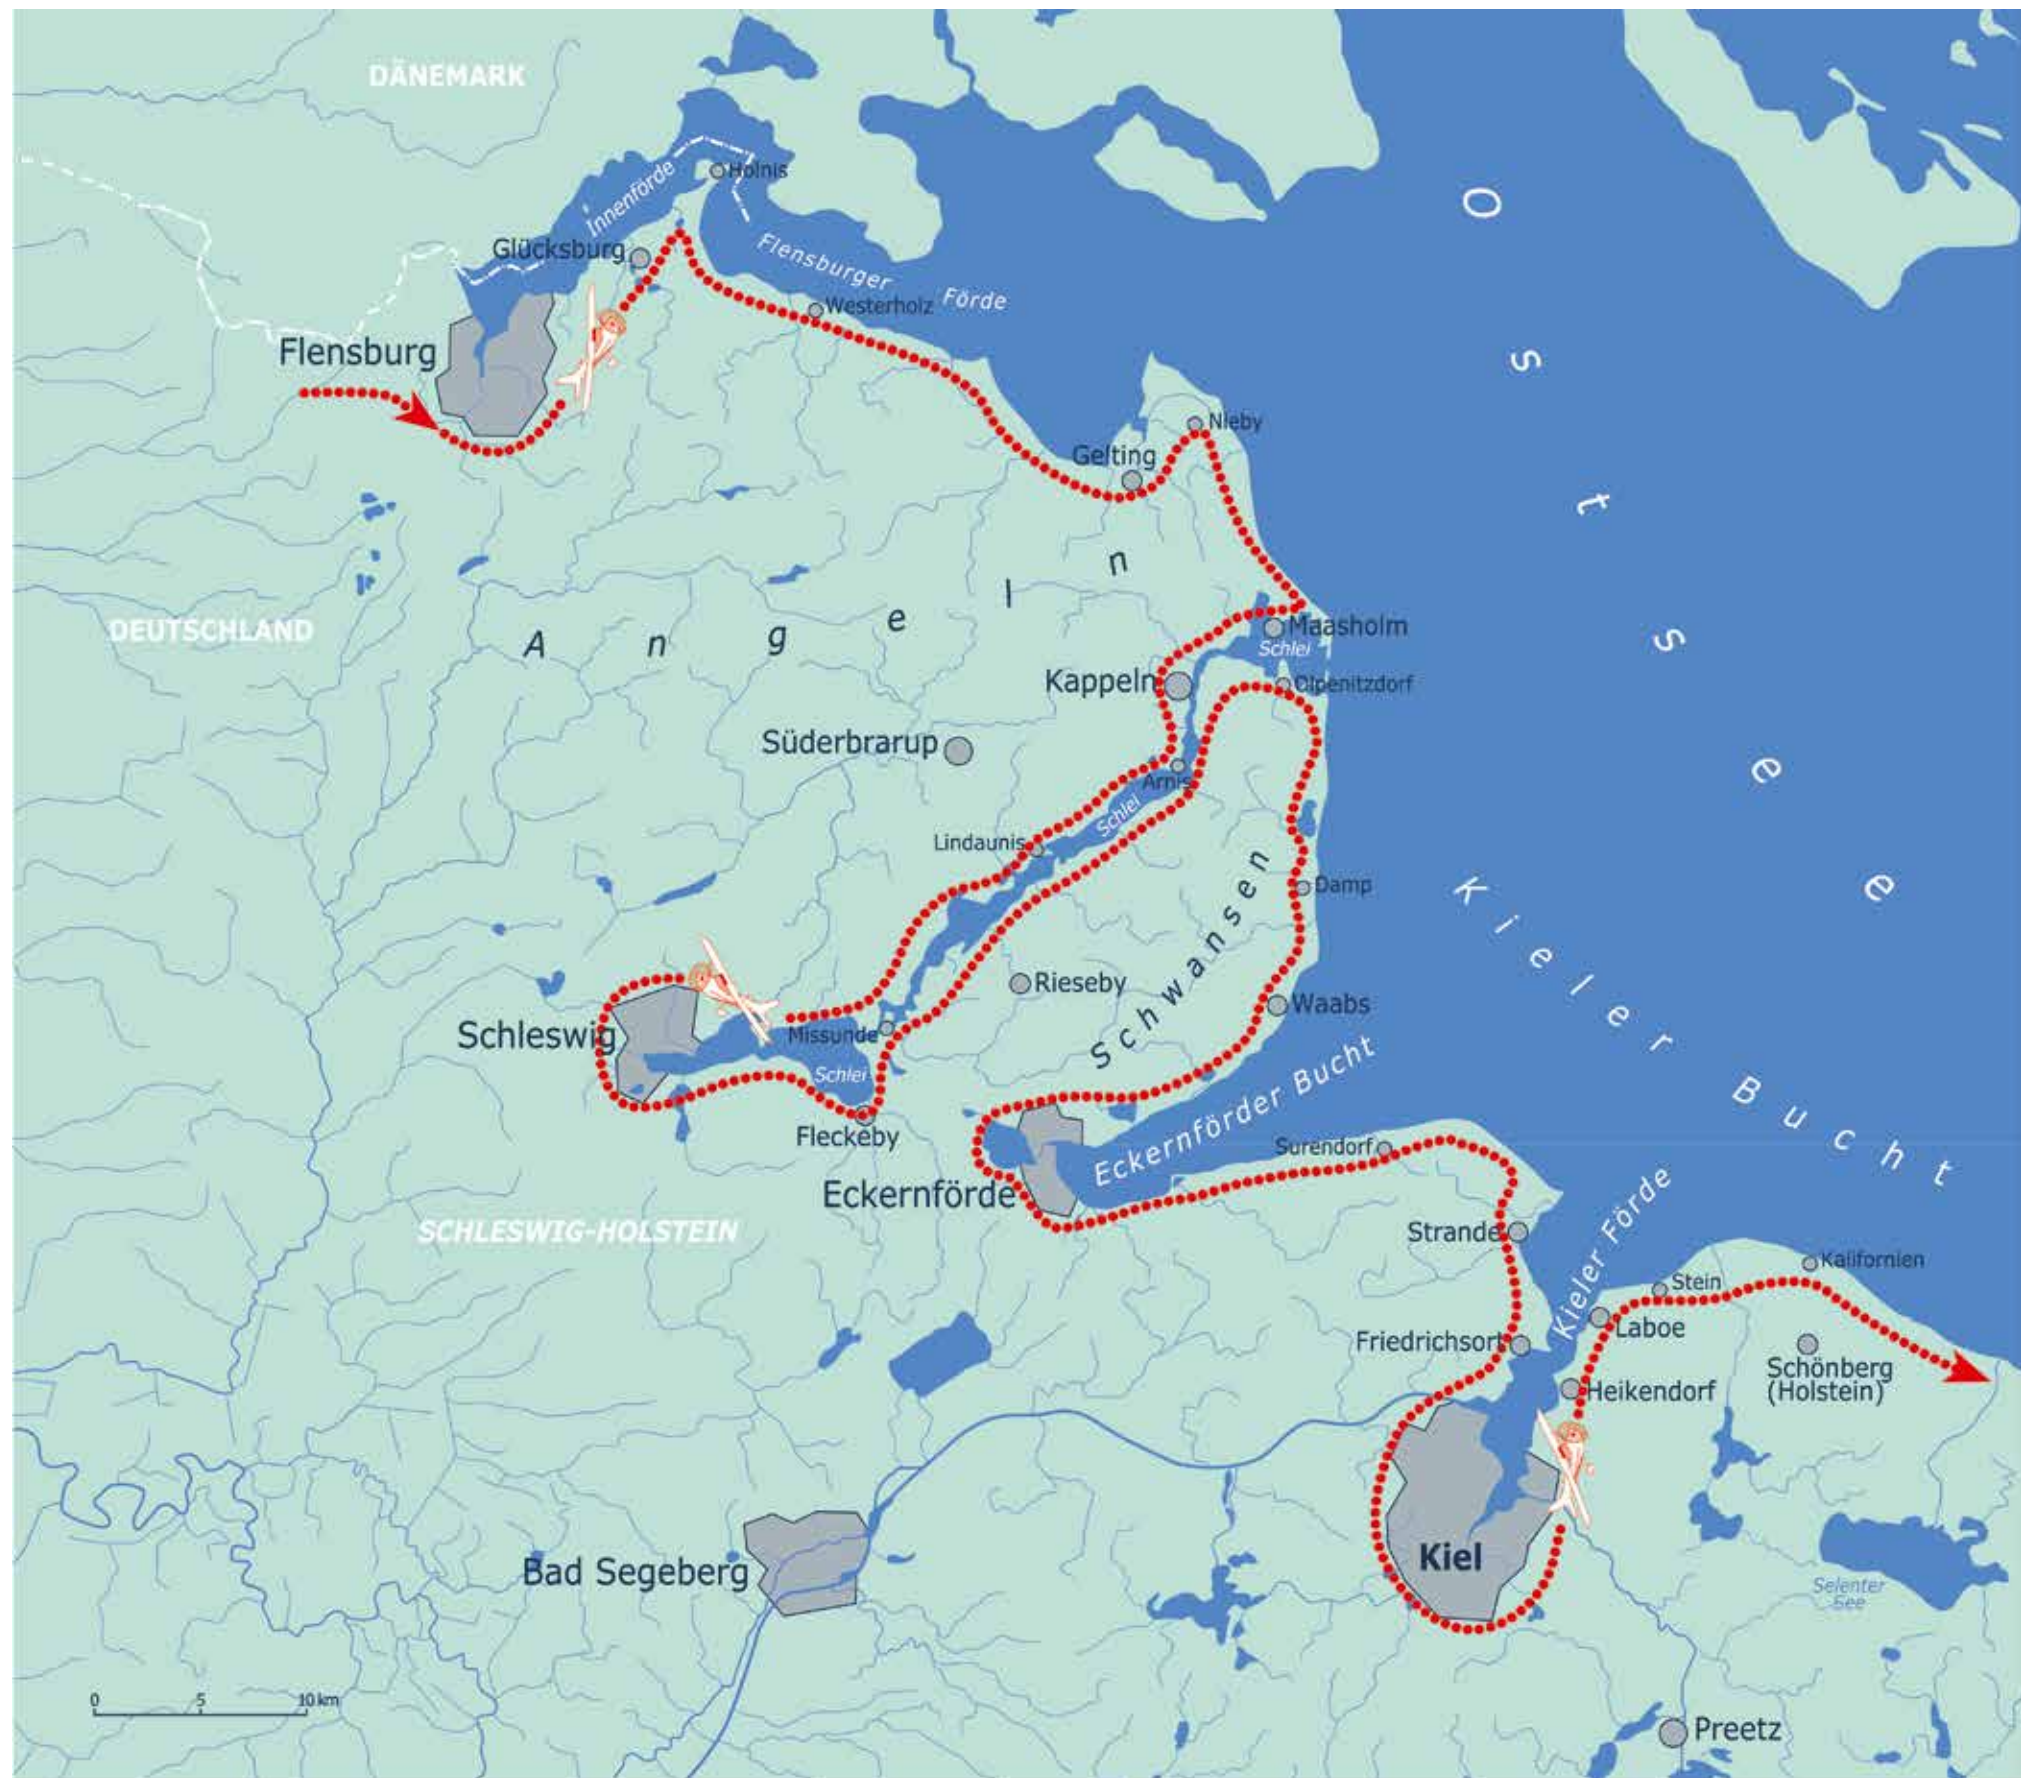 DÄNEMARK
Holnis
Innenförde
Glücksburg
Flensburger Förde
Westerholz
Flensburg
Ostsee
Nieby
Gelting
Angeln
DEUTSCHLAND
Maasholm
Schlei
Kappeln
Olpenitzdorf
Süderbrarup
Arnis
Schlei
Lindaunis
Damp
Schwansen
Kieler Bucht
Rieseby
Waabs
Schleswig
Missunde
Schlei
Fleckeby
Eckernförder Bucht
Surendorf
Eckernförde
SCHLESWIG-HOLSTEIN
Strande
Kieler Förde
Kalifornien
Stein
Laboe
Friedrichsort
Schönberg
(Holstein)
Heikendorf
Kiel
Bad Segeberg
Selenter
See
0 5 10 km
Preetz